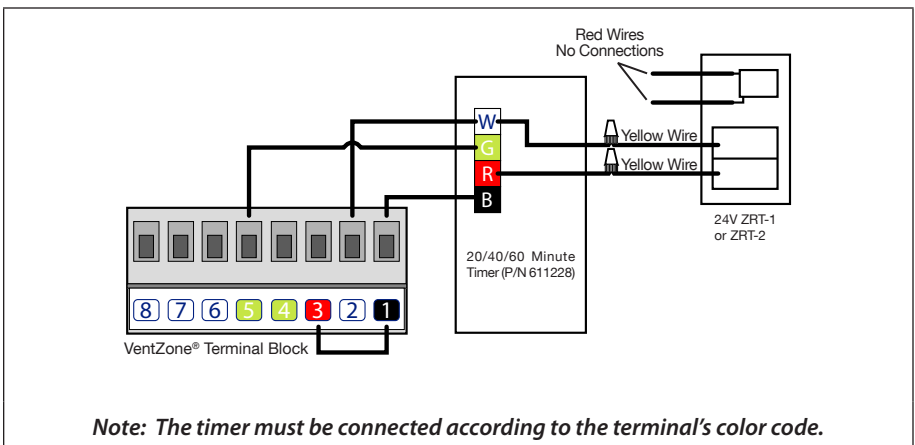 Red Wires
No Connections
W
G
R
B
Yellow Wire
Yellow Wire
24V ZRT-1
or ZRT-2
20/40/60 Minute
Timer (P/N 611228)
8 7 6 5 4 3 2 1
VentZone® Terminal Block
Note: The timer must be connected according to the terminal's color code.